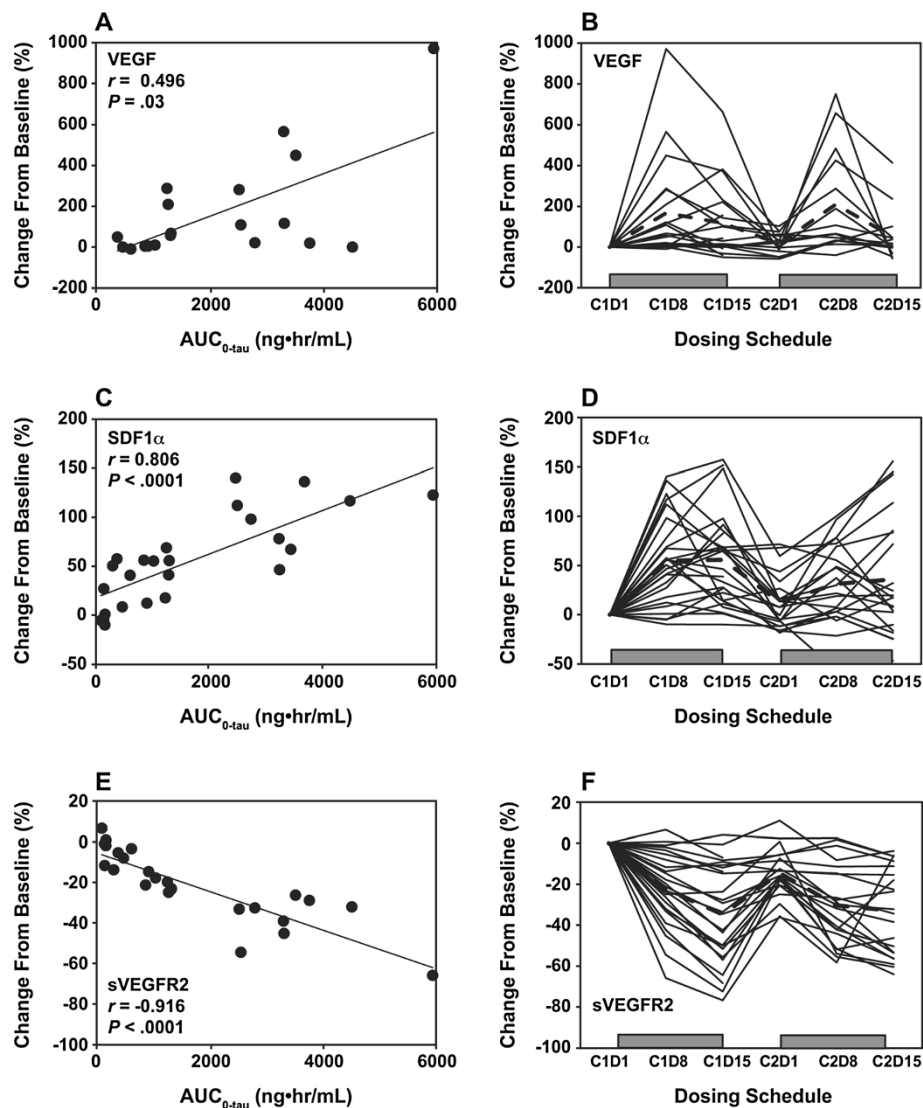 A
Change From Baseline (%)
1000
800
600
400
200
0
-200
VEGF
r = 0.496
P = .03
0 2000 4000 6000
AUC0-tau (ng•hr/mL)
B
Change From Baseline (%)
1000
800
600
400
200
0
-200
VEGF
C1D1 C1D8 C1D15 C2D1 C2D8 C2D15
Dosing Schedule
C
Change From Baseline (%)
200
150
100
50
0
-50
SDF1α
r = 0.806
P < .0001
0 2000 4000 6000
AUC0-tau (ng•hr/mL)
D
Change From Baseline (%)
200
150
100
50
0
-50
SDF1α
C1D1 C1D8 C1D15 C2D1 C2D8 C2D15
Dosing Schedule
E
Change From Baseline (%)
20
0
-20
-40
-60
-80
-100
sVEGFR2
r = -0.916
P < .0001
0 2000 4000 6000
AUC0-tau (ng•hr/mL)
F
Change From Baseline (%)
20
0
-20
-40
-60
-80
-100
sVEGFR2
C1D1 C1D8 C1D15 C2D1 C2D8 C2D15
Dosing Schedule